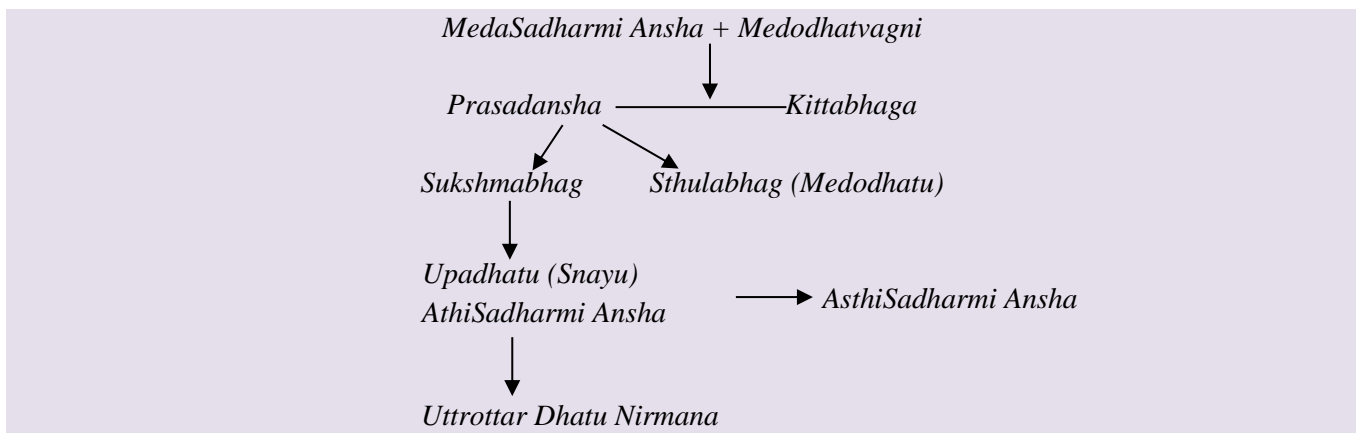 MedaSadharmi Ansha + Medodhatvagni
Prasadansha Kittabhaga
Sukshmabhag Sthulabhag (Medodhatu)
Upadhatu (Snayu)
AthiSadharmi Ansha AsthiSadharmi Ansha
Uttrottar Dhatu Nirmana